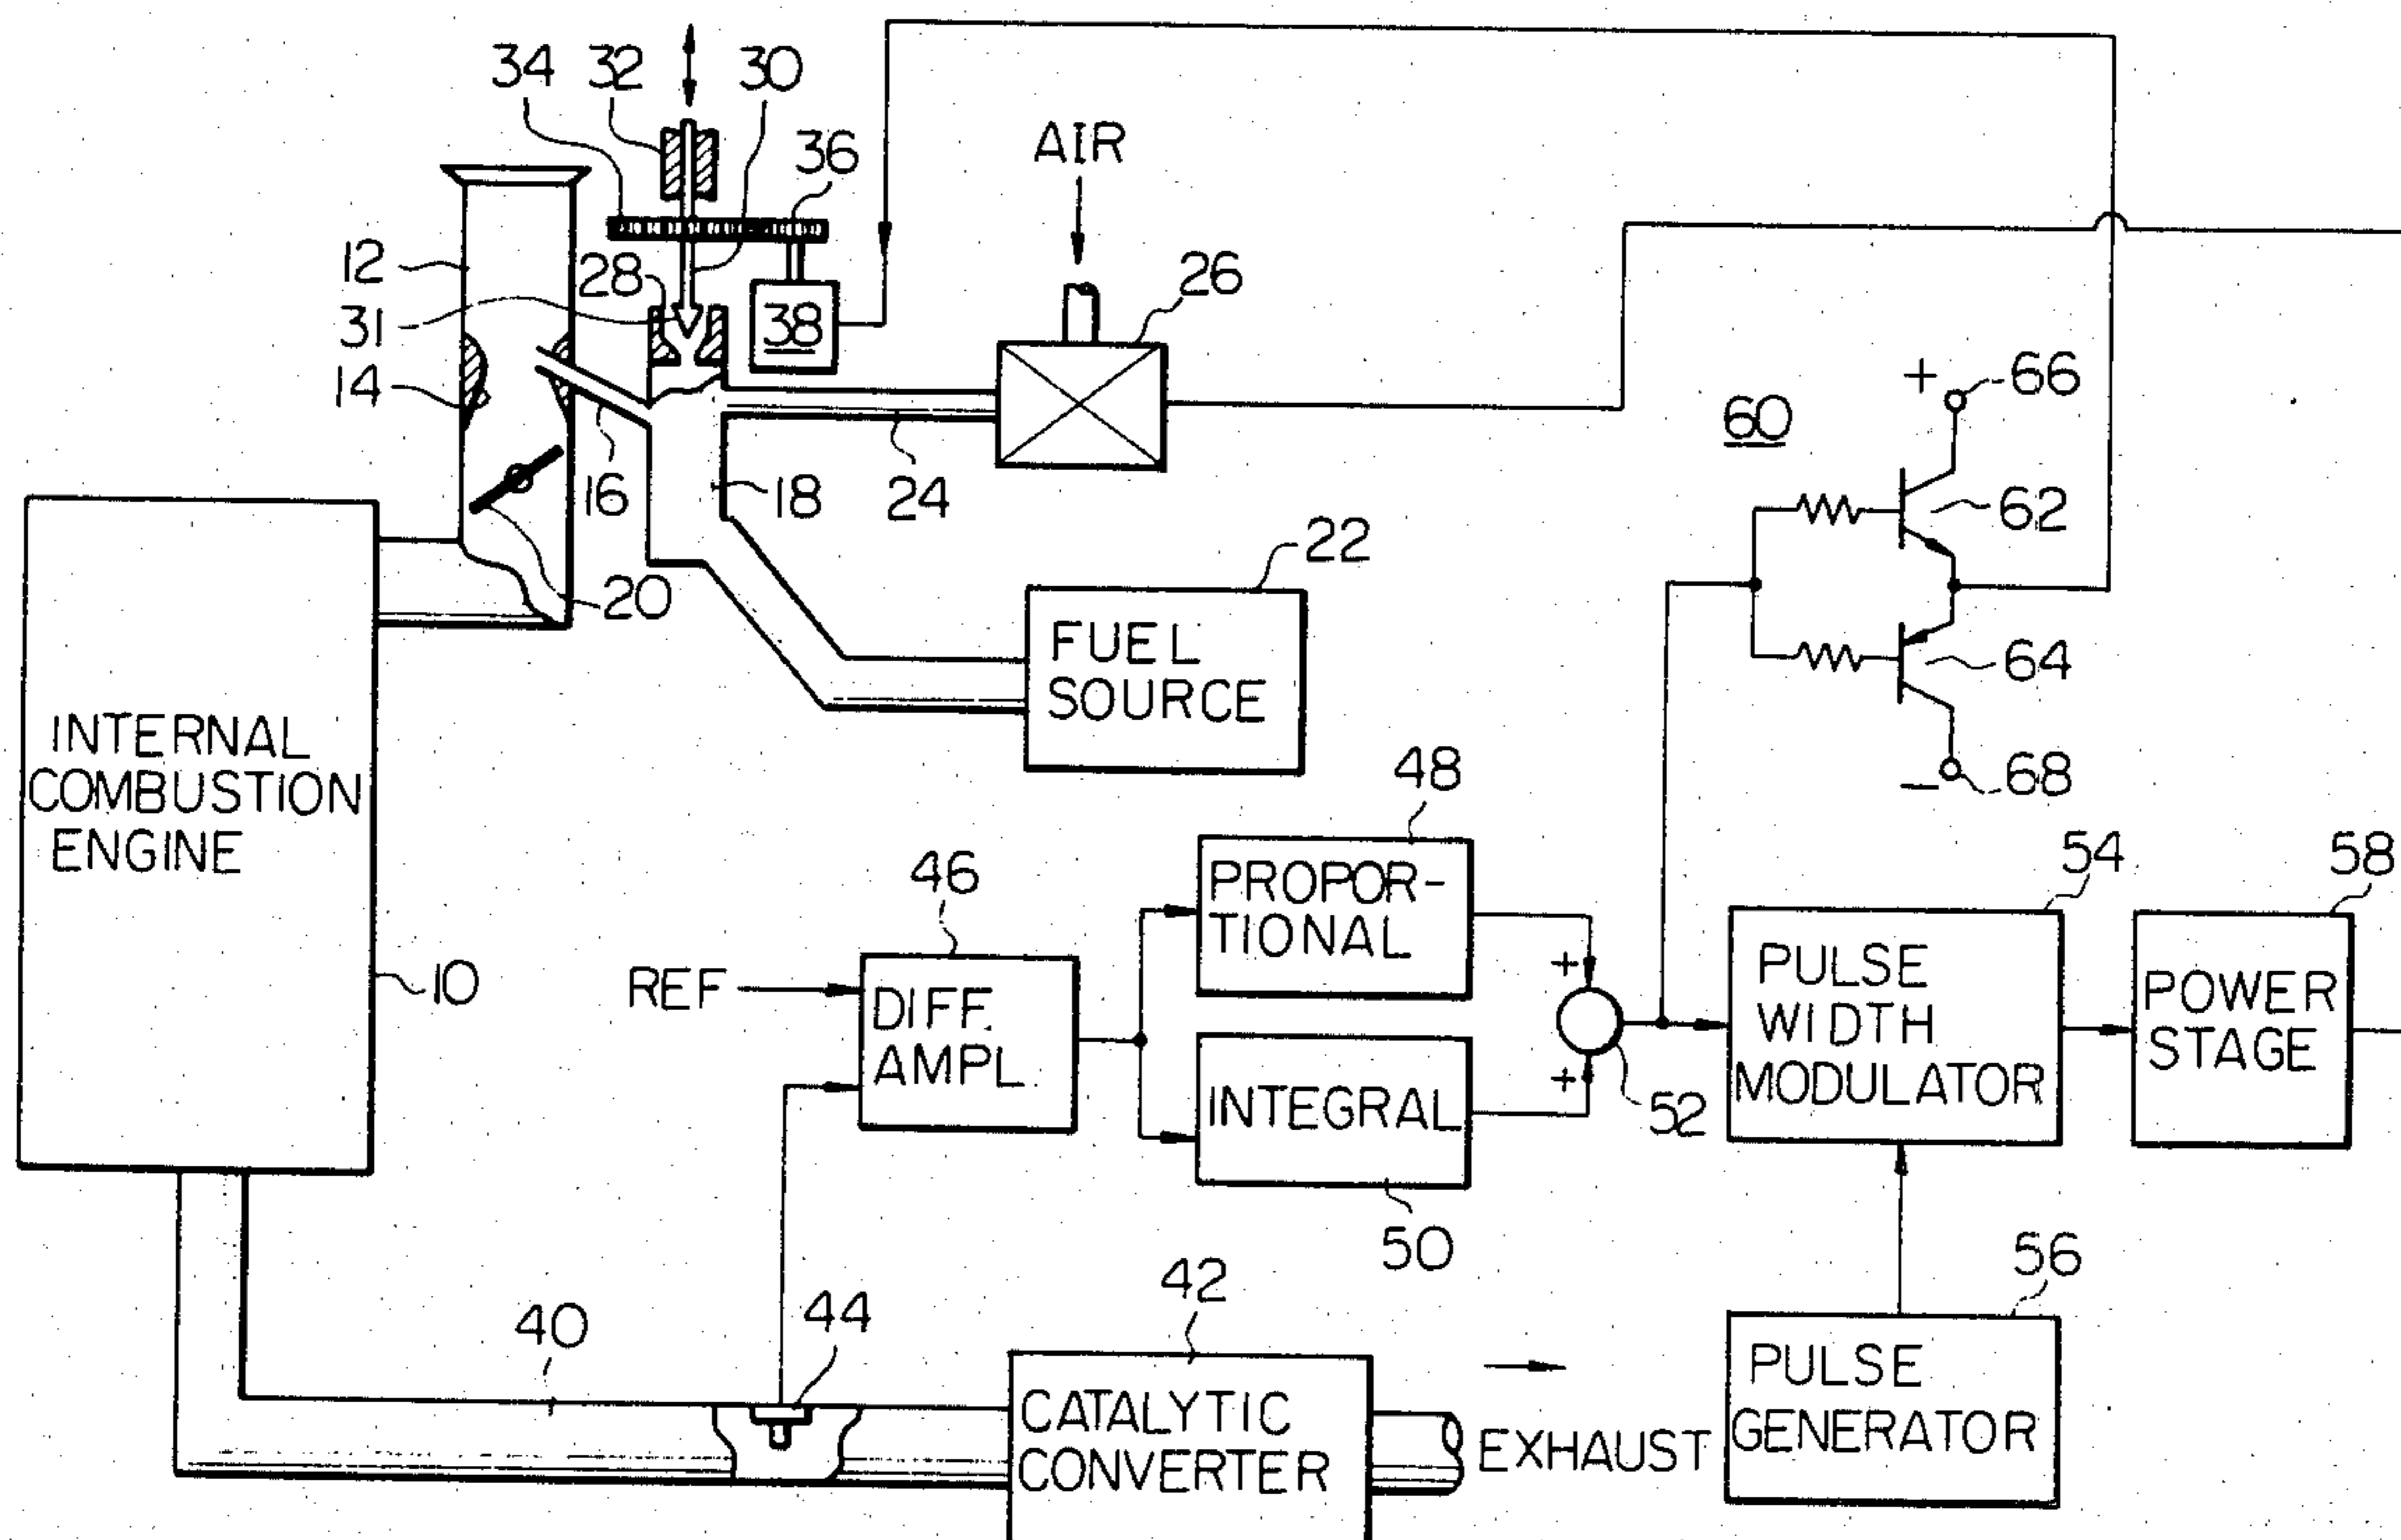 34 32 30
36
AIR
12
28
26
31
38
14
+ 66
60
16 18 24
62
22
20
FUEL
SOURCE
64
INTERNAL
COMBUSTION
ENGINE
− 68
48
46
PROPOR-
TIONAL
54
58
10
REF
DIFF.
AMPL.
+
PULSE
WIDTH
MODULATOR
POWER
STAGE
INTEGRAL
+
52
50
56
42
40
44
PULSE
GENERATOR
CATALYTIC
CONVERTER
EXHAUST